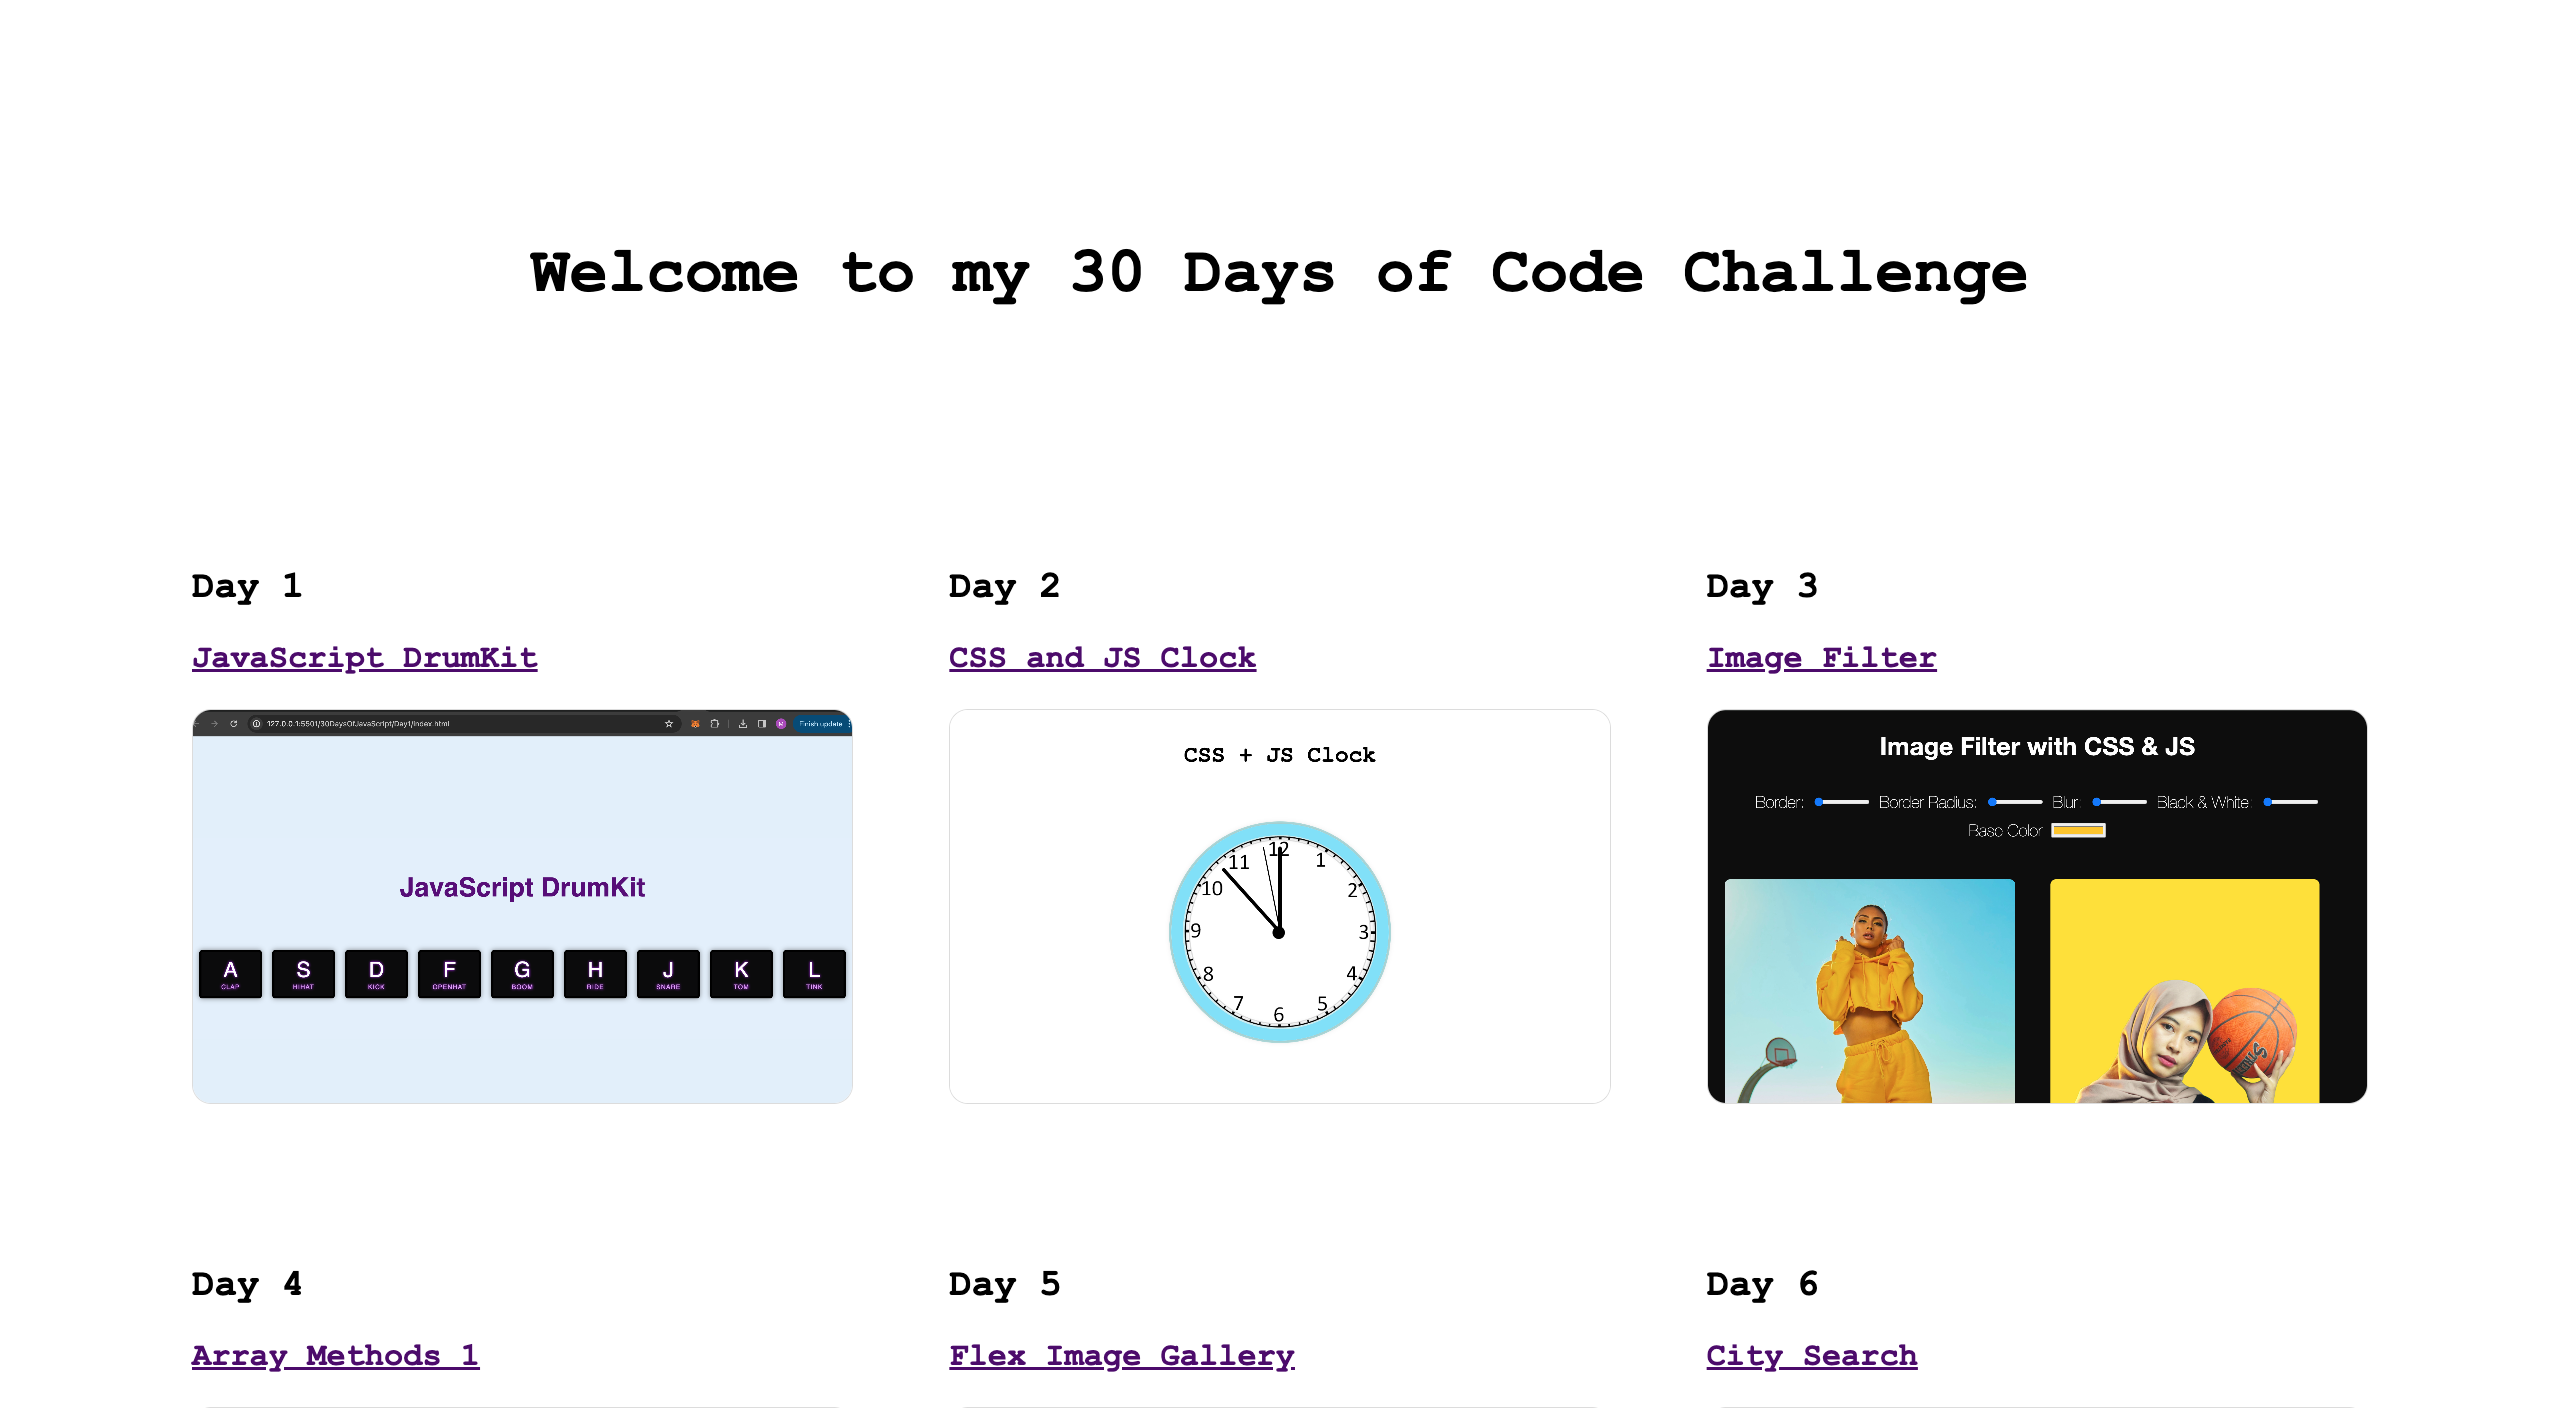 Welcome to my 30 Days of Code Challenge
Day 1
JavaScript DrumKit
127.0.0.1:5501/30DaysOfJavaScript/Day1/index.html
Finish update
JavaScript DrumKit
A S D F G H J K L
CLAP HIHAT KICK OPENHAT BOOM RIDE SNARE TOM TINK
Day 2
CSS and JS Clock
CSS + JS Clock
12
1
2
3
4
5
6
7
8
9
10
11
Day 3
Image Filter
Image Filter with CSS & JS
Border: Border Radius: Blur: Black & White:
Base Color
Day 4
Array Methods 1
Day 5
Flex Image Gallery
Day 6
City Search